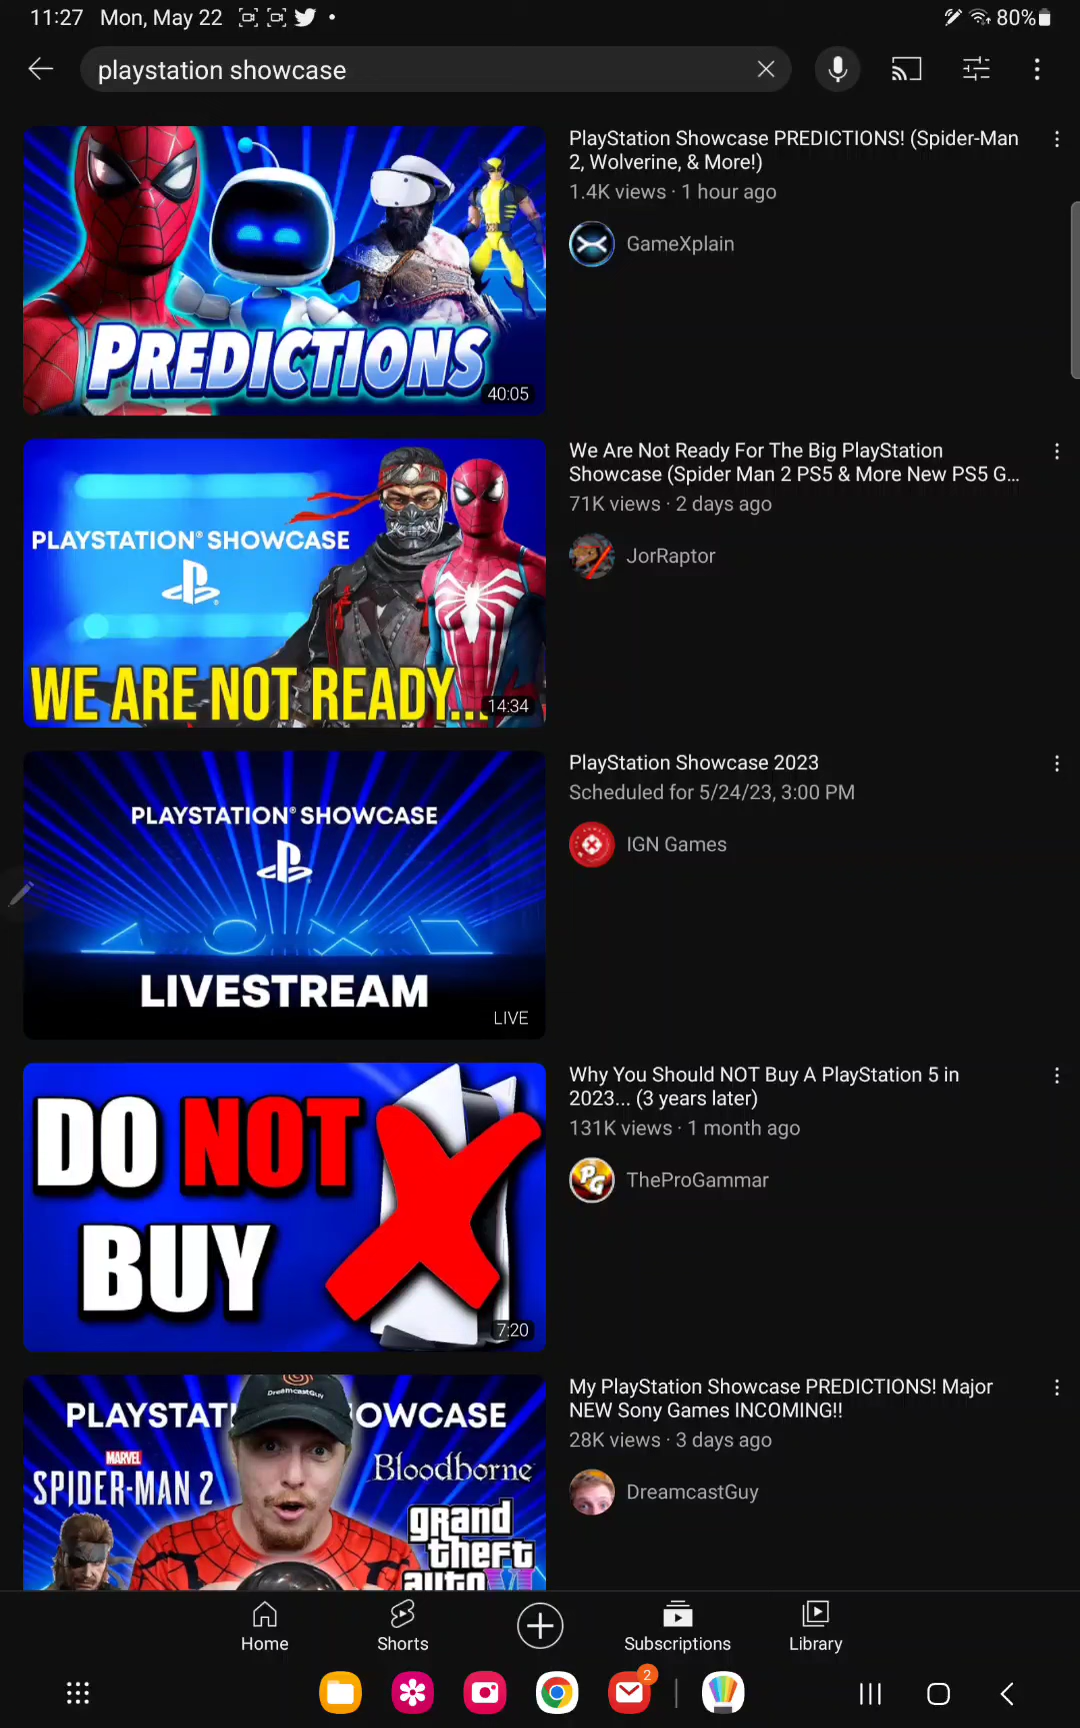 11:27 Mon, May 22
80%
playstation showcase
PREDICTIONS
40:05
PlayStation Showcase PREDICTIONS! (Spider-Man
2, Wolverine, & More!)
1.4K views · 1 hour ago
GameXplain
PLAYSTATION® SHOWCASE
WE ARE NOT READY...
14:34
We Are Not Ready For The Big PlayStation
Showcase (Spider Man 2 PS5 & More New PS5 G...
71K views · 2 days ago
JorRaptor
PLAYSTATION® SHOWCASE
LIVESTREAM
LIVE
PlayStation Showcase 2023
Scheduled for 5/24/23, 3:00 PM
IGN Games
DO NOT
BUY
7:20
Why You Should NOT Buy A PlayStation 5 in
2023... (3 years later)
131K views · 1 month ago
PG
TheProGammar
DreamcastGuy
PLAYSTATI OWCASE
MARVEL
SPIDER-MAN 2
Bloodborne
grand
theft
auto VI
My PlayStation Showcase PREDICTIONS! Major
NEW Sony Games INCOMING!!
28K views · 3 days ago
DreamcastGuy
Home
Shorts
Subscriptions
Library
2